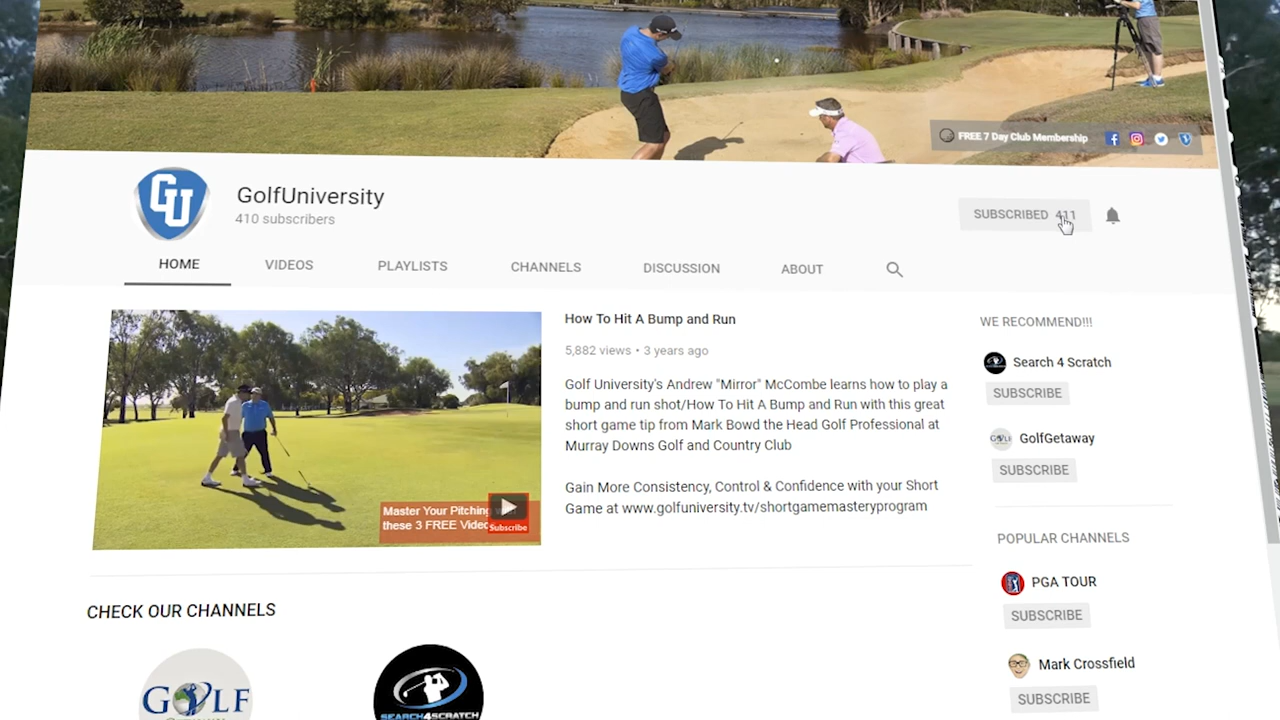 FREE 7 Day Club Membership
GU
GolfUniversity
410 subscribers
SUBSCRIBED 411
HOME VIDEOS PLAYLISTS CHANNELS DISCUSSION ABOUT
How To Hit A Bump and Run
5,882 views • 3 years ago
Golf University's Andrew "Mirror" McCombe learns how to play a
bump and run shot/How To Hit A Bump and Run with this great
short game tip from Mark Bowd the Head Golf Professional at
Murray Downs Golf and Country Club
Gain More Consistency, Control & Confidence with your Short
Game at www.golfuniversity.tv/shortgamemasteryprogram
Master Your Pitching
these 3 FREE Video
Subscribe
WE RECOMMEND!!!
Search 4 Scratch
SUBSCRIBE
GolfGetaway
SUBSCRIBE
POPULAR CHANNELS
PGA TOUR
SUBSCRIBE
Mark Crossfield
SUBSCRIBE
CHECK OUR CHANNELS
GOLF
SEARCH4SCRATCH